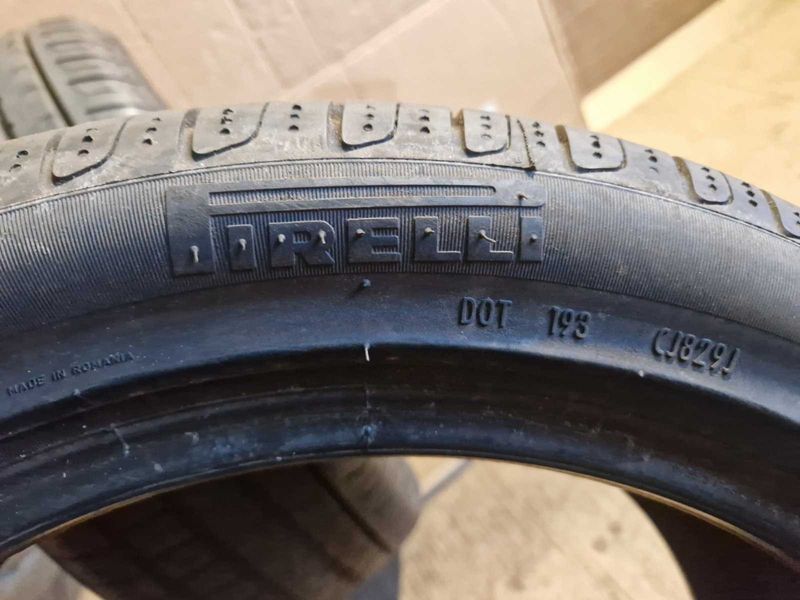 PIRELLI
DOT 193 CJ829J
MADE IN ROMANIA